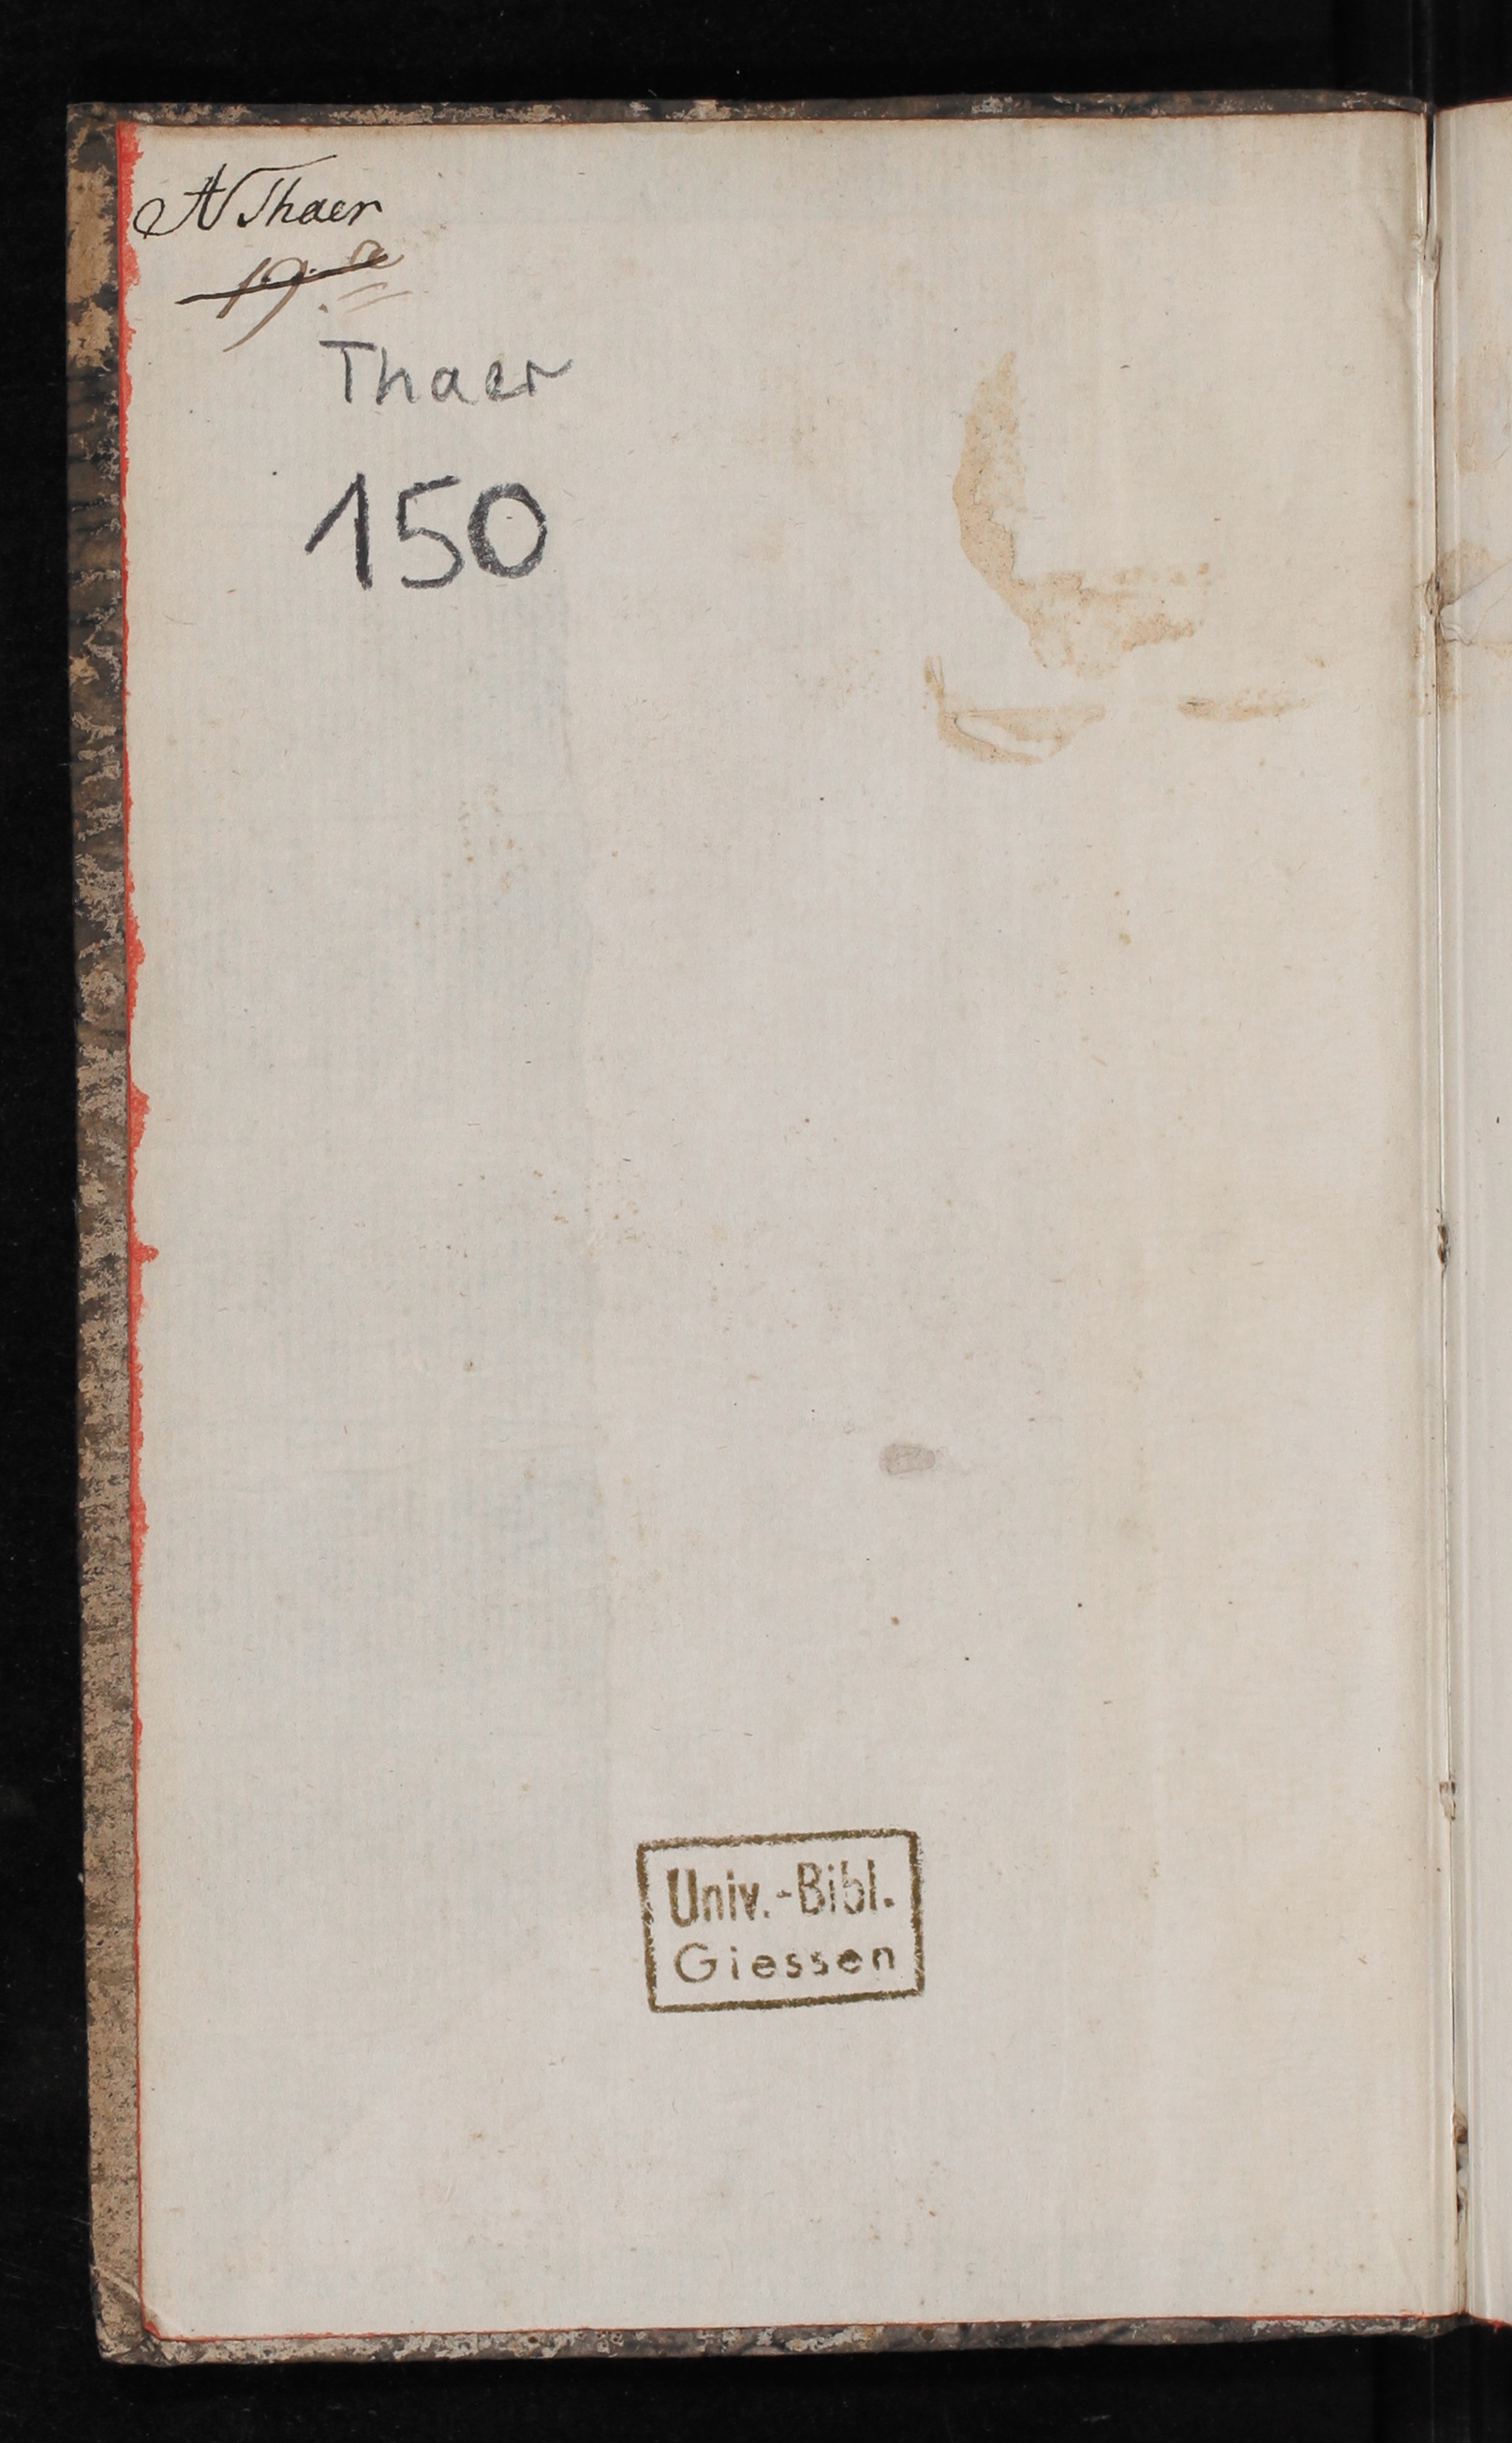 A Thaer
19.
Thaer
150
Univ.-Bibl.
Giessen